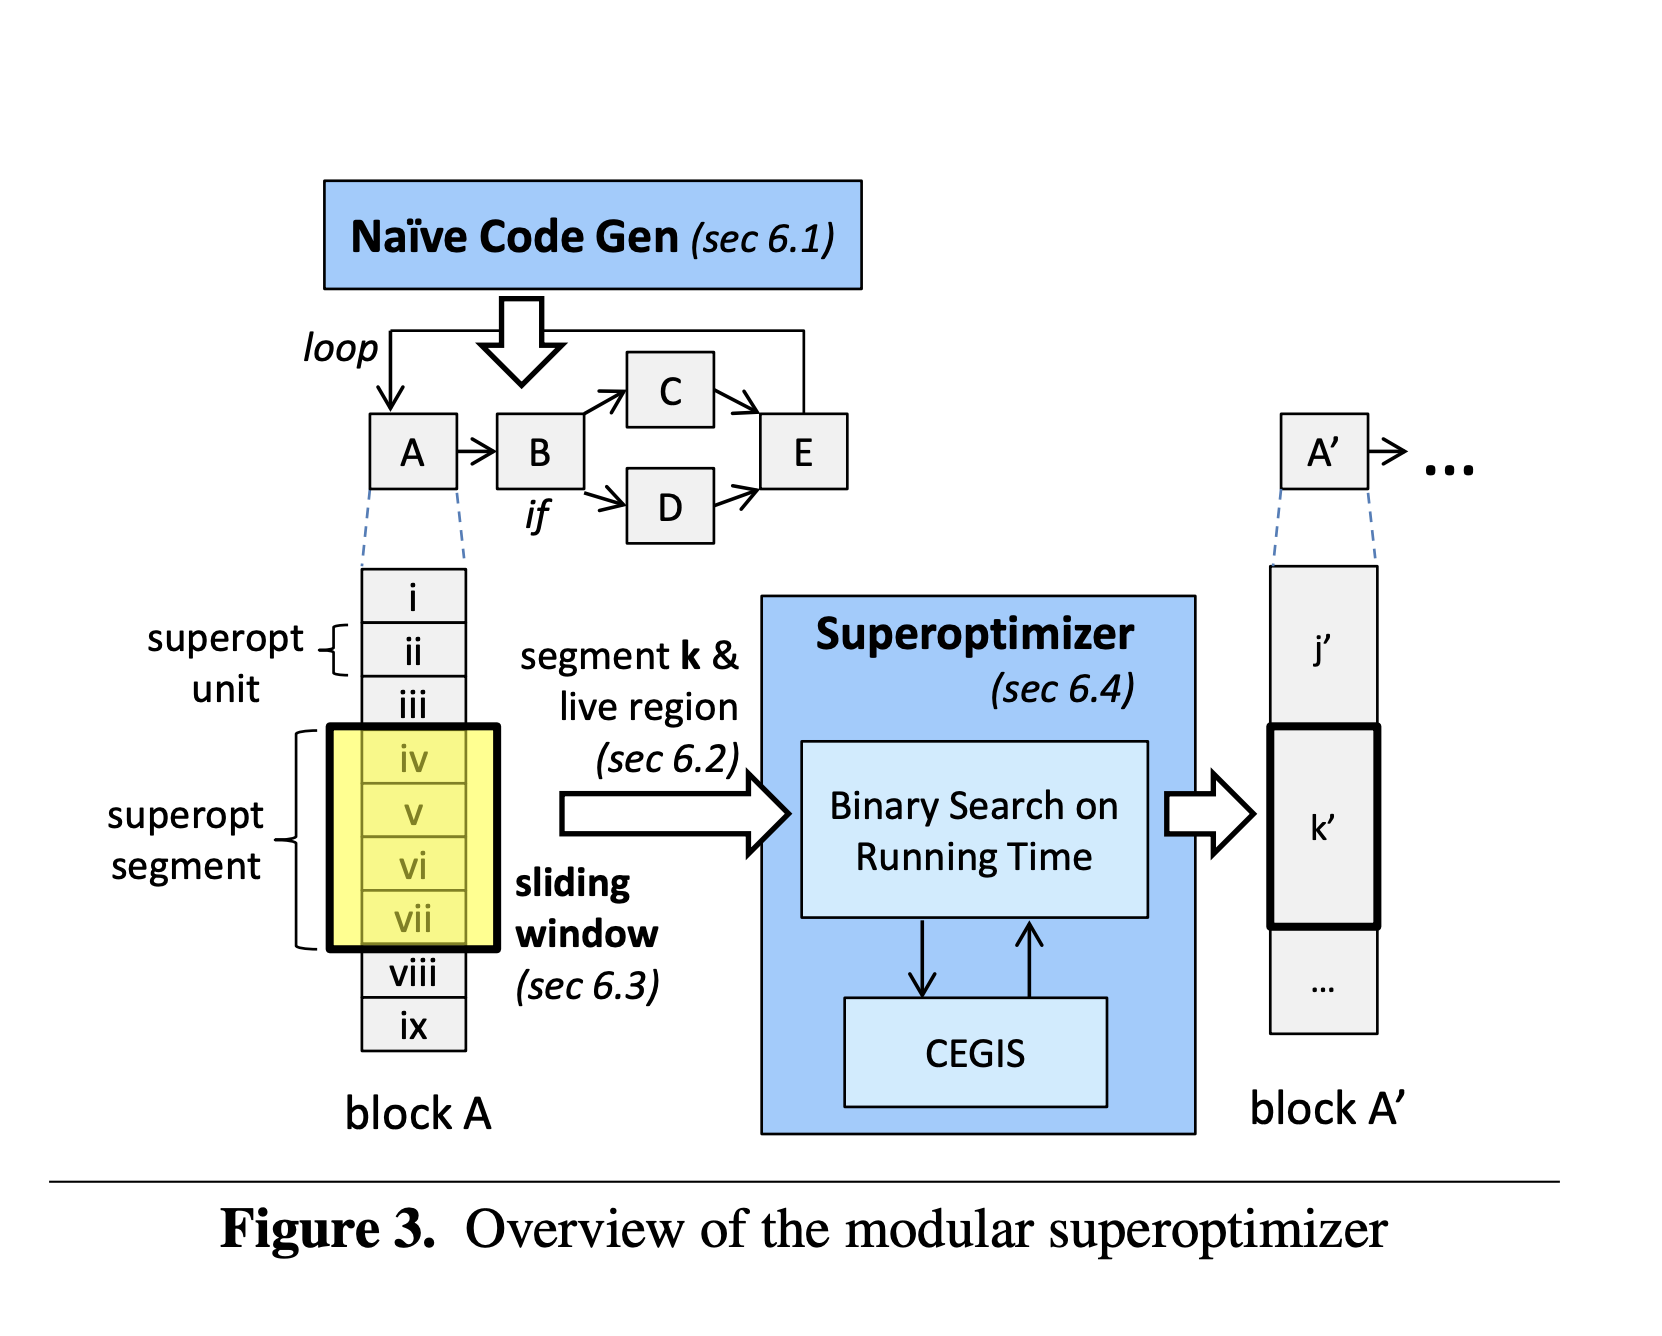 Naïve Code Gen (sec 6.1)
loop
C
A
B
E
D
if
A’
...
i
ii
iii
iv
v
vi
vii
viii
ix
superopt
unit
superopt
segment
block A
segment k &
live region
(sec 6.2)
sliding
window
(sec 6.3)
Superoptimizer
(sec 6.4)
Binary Search on
Running Time
CEGIS
j’
k’
...
block A’
Figure 3. Overview of the modular superoptimizer